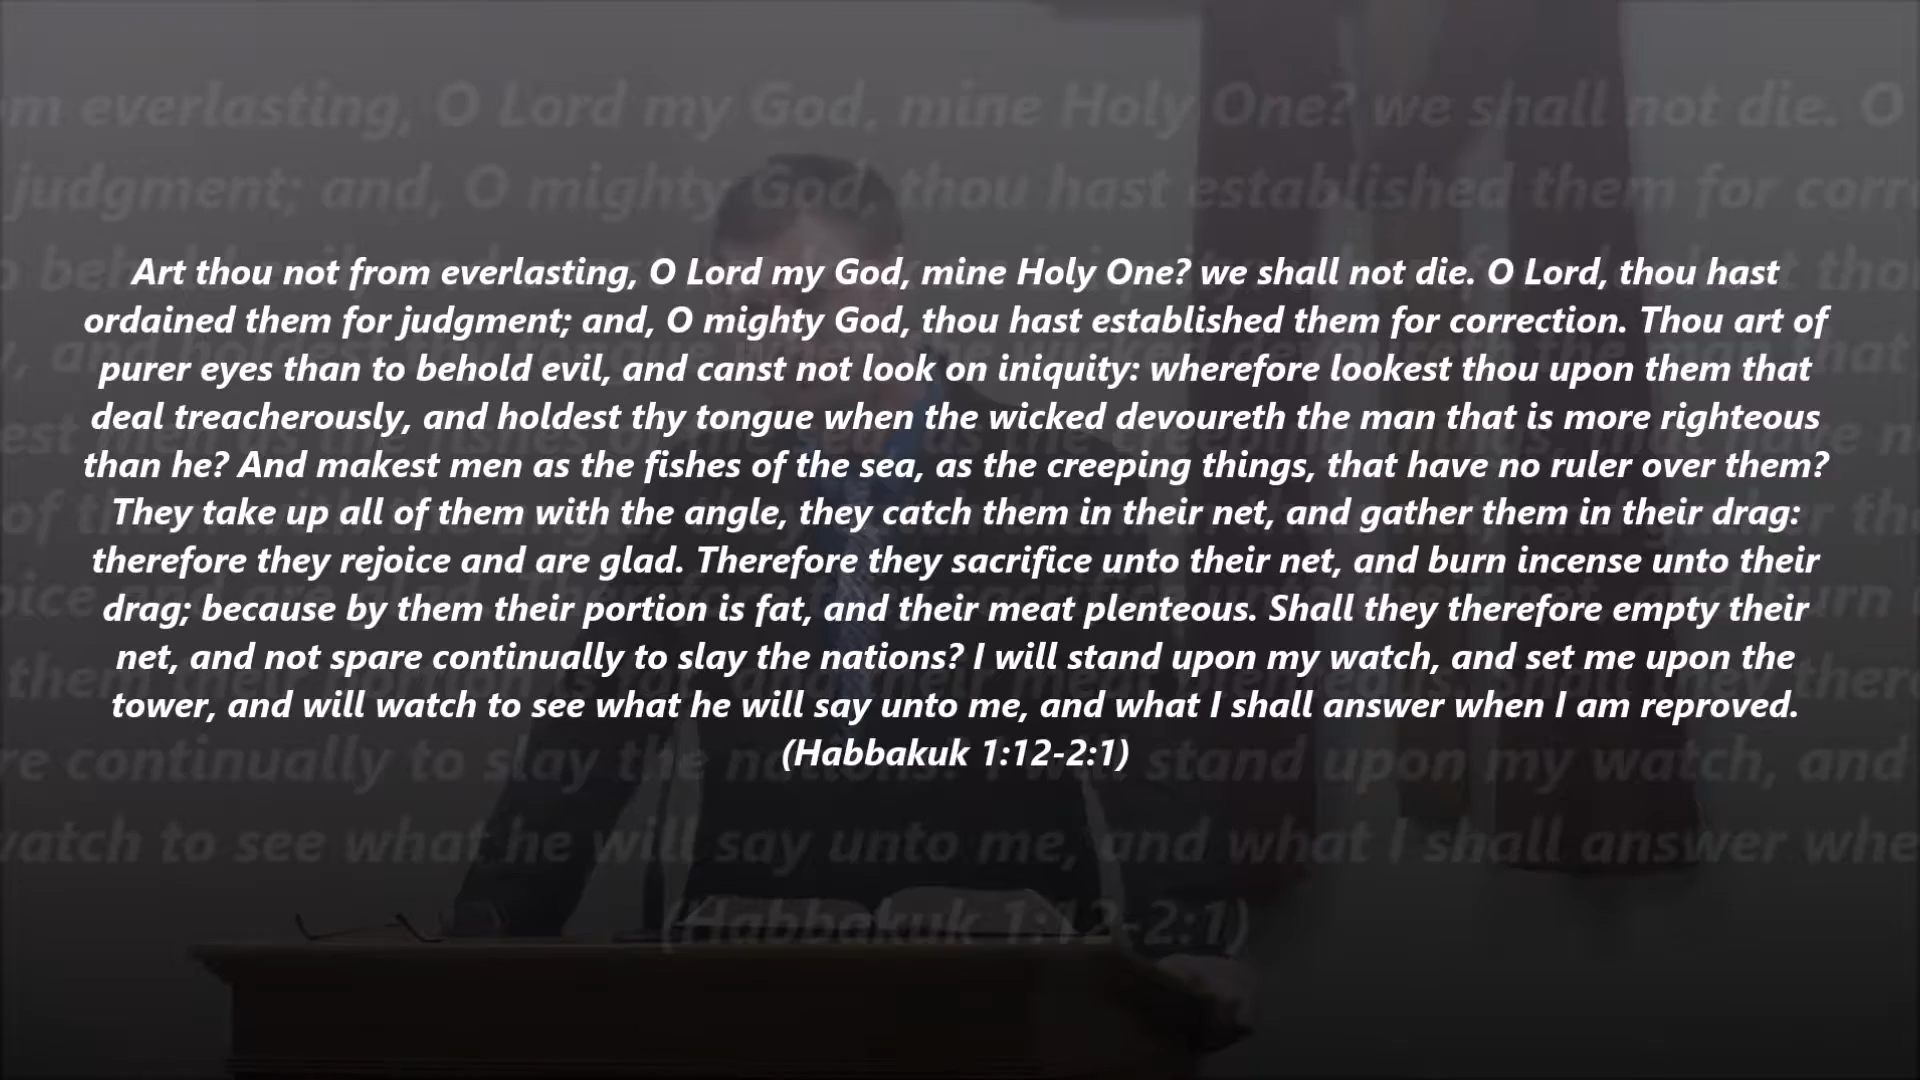 Art thou not from everlasting, O Lord my God, mine Holy One? we shall not die. O Lord, thou hast
ordained them for judgment; and, O mighty God, thou hast established them for correction. Thou art of
purer eyes than to behold evil, and canst not look on iniquity: wherefore lookest thou upon them that
deal treacherously, and holdest thy tongue when the wicked devoureth the man that is more righteous
than he? And makest men as the fishes of the sea, as the creeping things, that have no ruler over them?
They take up all of them with the angle, they catch them in their net, and gather them in their drag:
therefore they rejoice and are glad. Therefore they sacrifice unto their net, and burn incense unto their
drag; because by them their portion is fat, and their meat plenteous. Shall they therefore empty their
net, and not spare continually to slay the nations? I will stand upon my watch, and set me upon the
tower, and will watch to see what he will say unto me, and what I shall answer when I am reproved.
(Habbakuk 1:12-2:1)